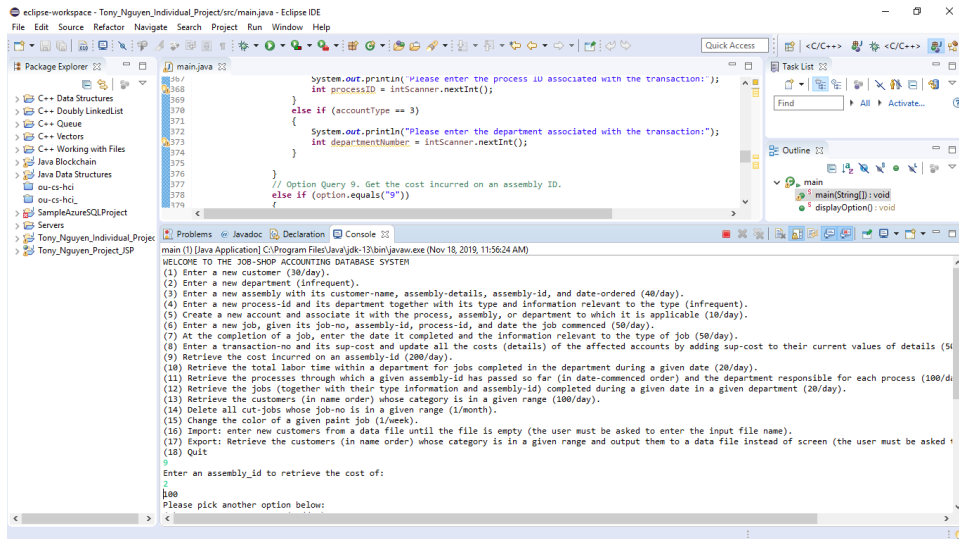 eclipse-workspace - Tony_Nguyen_Individual_Project/src/main.java - Eclipse IDE
File Edit Source Refactor Navigate Search Project Run Window Help
Quick Access
<C/C++>
<C/C++>
Package Explorer
C++ Data Structures
C++ Doubly LinkedList
C++ Queue
C++ Vectors
C++ Working with Files
Java Blockchain
Java Data Structures
ou-cs-hci
ou-cs-hci_
SampleAzureSQLProject
Servers
Tony_Nguyen_Individual_Projec
Tony_Nguyen_Project_JSP
main.java
367 System.out.println("Please enter the process ID associated with the transaction:");
368 int processID = intScanner.nextInt();
369 }
370 else if (accountType == 3)
371 {
372 System.out.println("Please enter the department associated with the transaction:");
373 int departmentNumber = intScanner.nextInt();
374 }
375
376 }
377 // Option Query 9. Get the cost incurred on an assembly ID.
378 else if (option.equals("9"))
379 {
Task List
Find All Activate...
Outline
main
main(String[]) : void
displayOption() : void
Problems Javadoc Declaration Console
main (1) [Java Application] C:\Program Files\Java\jdk-13\bin\javaw.exe (Nov 18, 2019, 11:56:24 AM)
WELCOME TO THE JOB-SHOP ACCOUNTING DATABASE SYSTEM
(1) Enter a new customer (30/day).
(2) Enter a new department (infrequent).
(3) Enter a new assembly with its customer-name, assembly-details, assembly-id, and date-ordered (40/day).
(4) Enter a new process-id and its department together with its type and information relevant to the type (infrequent).
(5) Create a new account and associate it with the process, assembly, or department to which it is applicable (10/day).
(6) Enter a new job, given its job-no, assembly-id, process-id, and date the job commenced (50/day).
(7) At the completion of a job, enter the date it completed and the information relevant to the type of job (50/day).
(8) Enter a transaction-no and its sup-cost and update all the costs (details) of the affected accounts by adding sup-cost to their current values of details (50
(9) Retrieve the cost incurred on an assembly-id (200/day).
(10) Retrieve the total labor time within a department for jobs completed in the department during a given date (20/day).
(11) Retrieve the processes through which a given assembly-id has passed so far (in date-commenced order) and the department responsible for each process (100/da
(12) Retrieve the jobs (together with their type information and assembly-id) completed during a given date in a given department (20/day).
(13) Retrieve the customers (in name order) whose category is in a given range (100/day).
(14) Delete all cut-jobs whose job-no is in a given range (1/month).
(15) Change the color of a given paint job (1/week).
(16) Import: enter new customers from a data file until the file is empty (the user must be asked to enter the input file name).
(17) Export: Retrieve the customers (in name order) whose category is in a given range and output them to a data file instead of screen (the user must be asked t
(18) Quit
9
Enter an assembly_id to retrieve the cost of:
2
100
Please pick another option below: